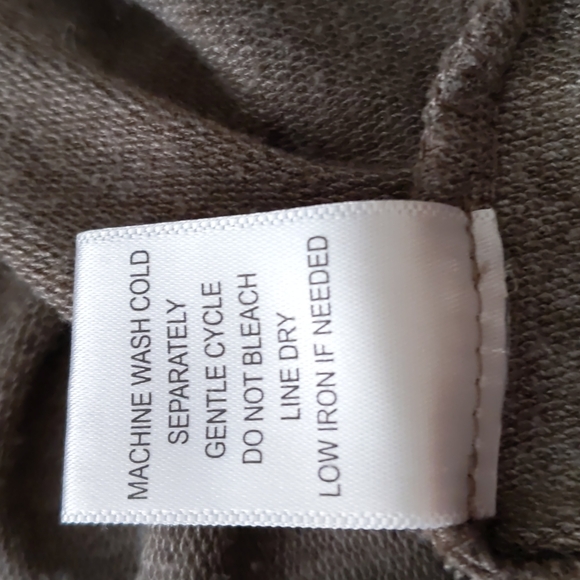 MACHINE WASH COLD
SEPARATELY
GENTLE CYCLE
DO NOT BLEACH
LINE DRY
LOW IRON IF NEEDED